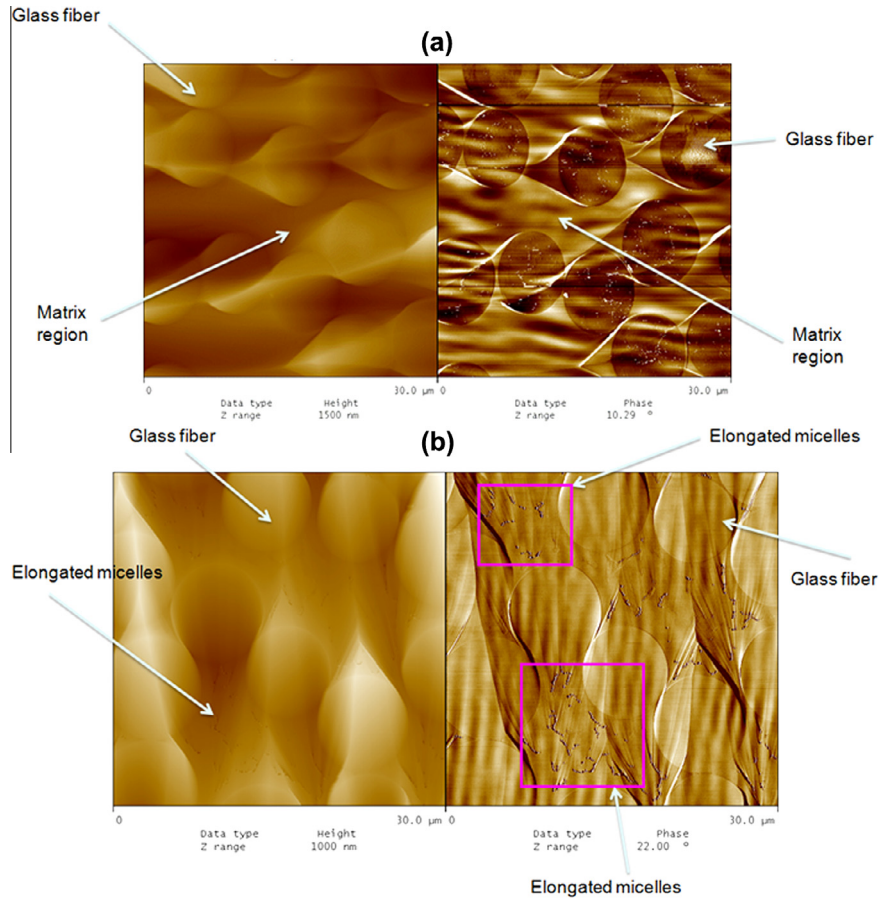 Glass fiber
(a)
Glass fiber
Matrix
region
Matrix
region
0 30.0 µm 0 30.0 µm
Data type Height Data type Phase
Z range 1500 nm Z range 10.29 °
(b)
Glass fiber
Elongated micelles
Elongated micelles
Glass fiber
0 30.0 µm 0 30.0 µm
Data type Height Data type Phase
Z range 1000 nm Z range 22.00 °
Elongated micelles